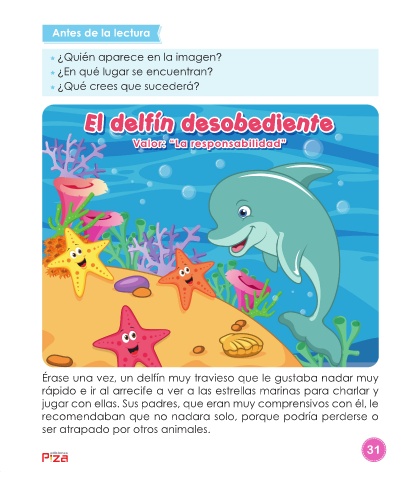 Antes de la lectura
¿Quién aparece en la imagen?
¿En qué lugar se encuentran?
¿Qué crees que sucederá?
El delfín desobediente
Valor: "La responsabilidad"
Érase una vez, un delfín muy travieso que le gustaba nadar muy
rápido e ir al arrecife a ver a las estrellas marinas para charlar y
jugar con ellas. Sus padres, que eran muy comprensivos con él, le
recomendaban que no nadara solo, porque podría perderse o
ser atrapado por otros animales.
31